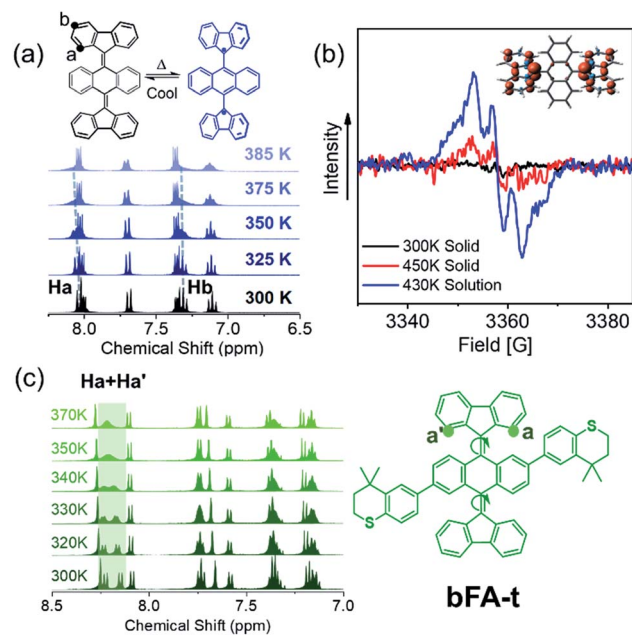 (a)
b
a
Δ
Cool
385 K
375 K
350 K
325 K
300 K
Ha
Hb
8.0 7.5 7.0 6.5
Chemical Shift (ppm)
(b)
Intensity
300K Solid
450K Solid
430K Solution
3340 3360 3380
Field [G]
(c)
Ha+Ha'
370K
350K
340K
330K
320K
300K
8.5 8.0 7.5 7.0
Chemical Shift (ppm)
a'
a
S
S
bFA-t